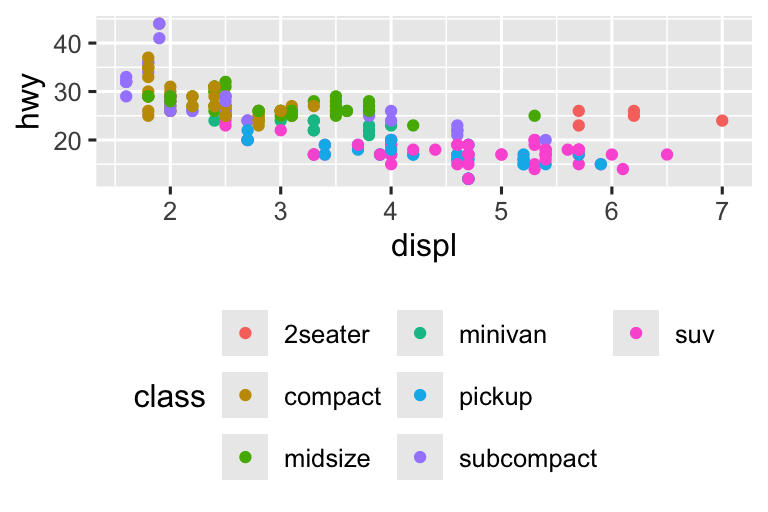 hwy
40
30
20
2 3 4 5 6 7
displ
class
2seater minivan suv
compact pickup
midsize subcompact